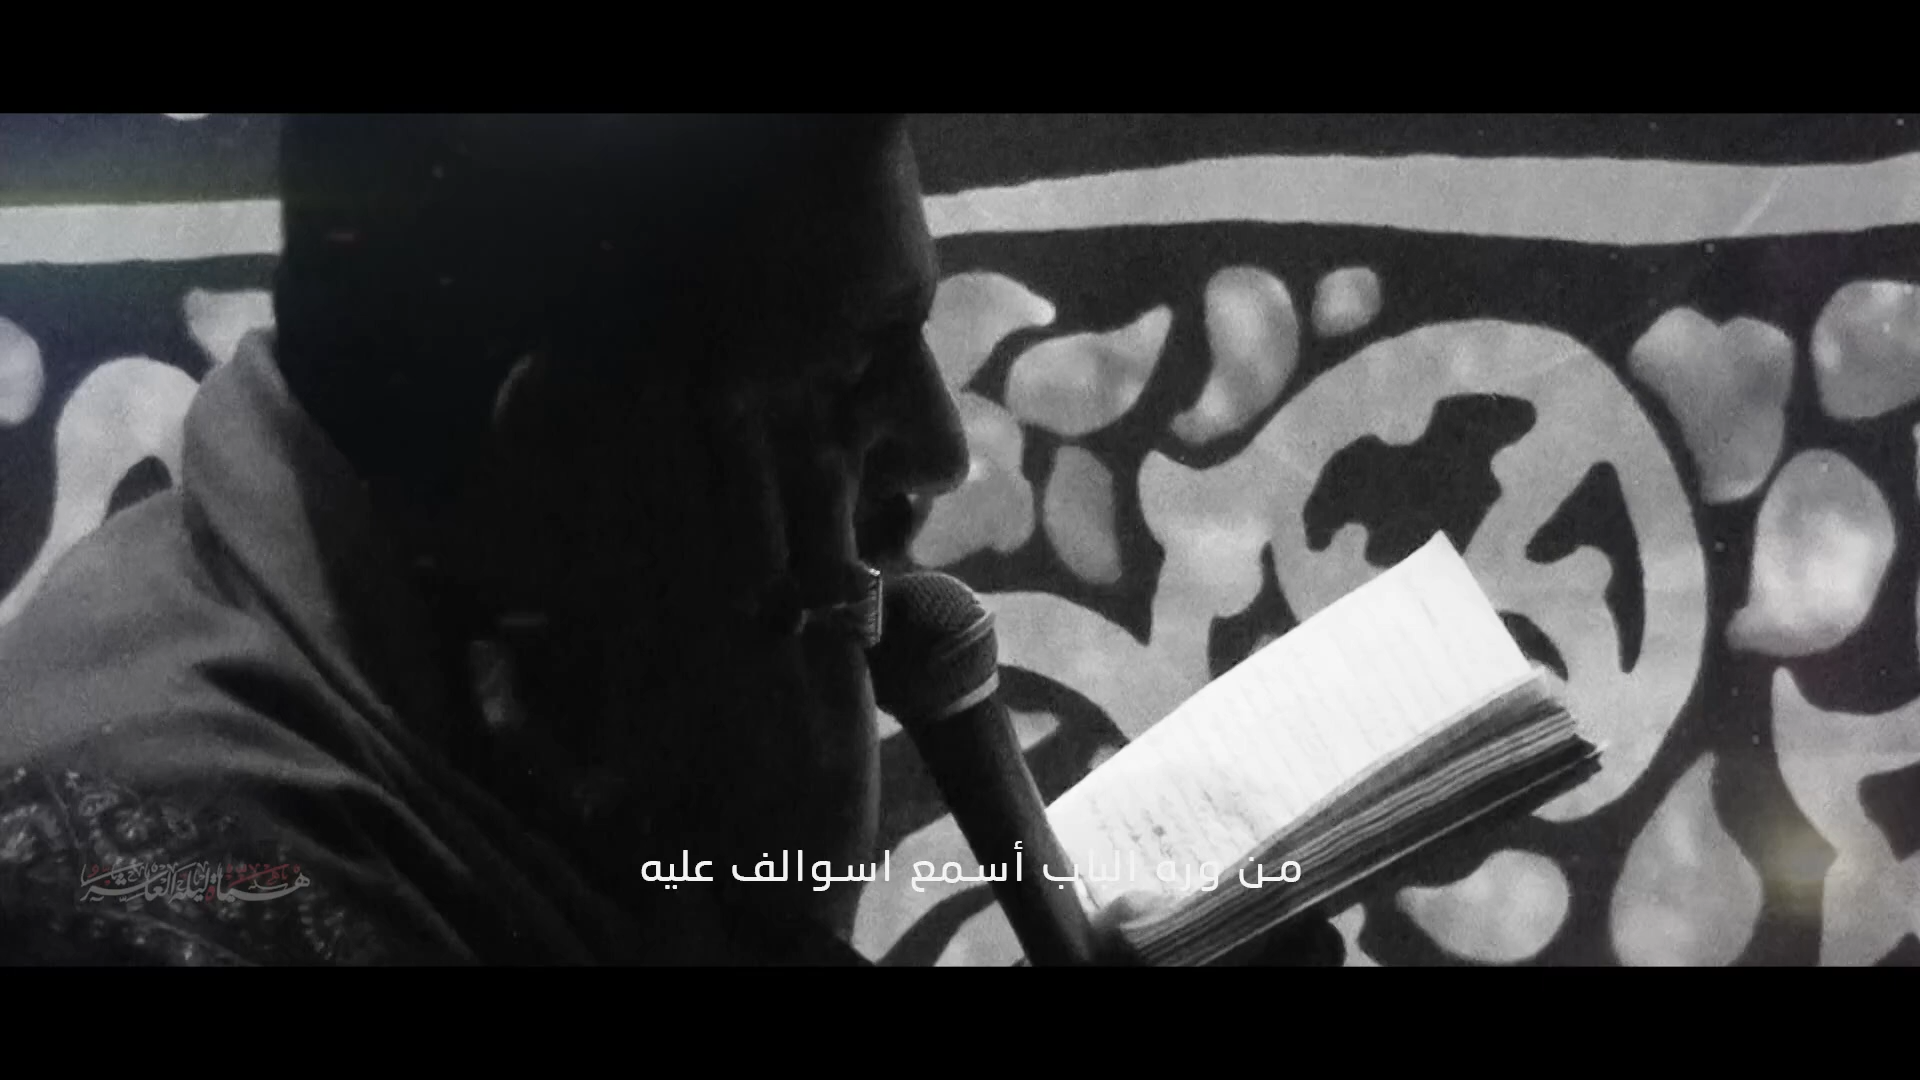 من وره الباب أسمع اسوالف عليه